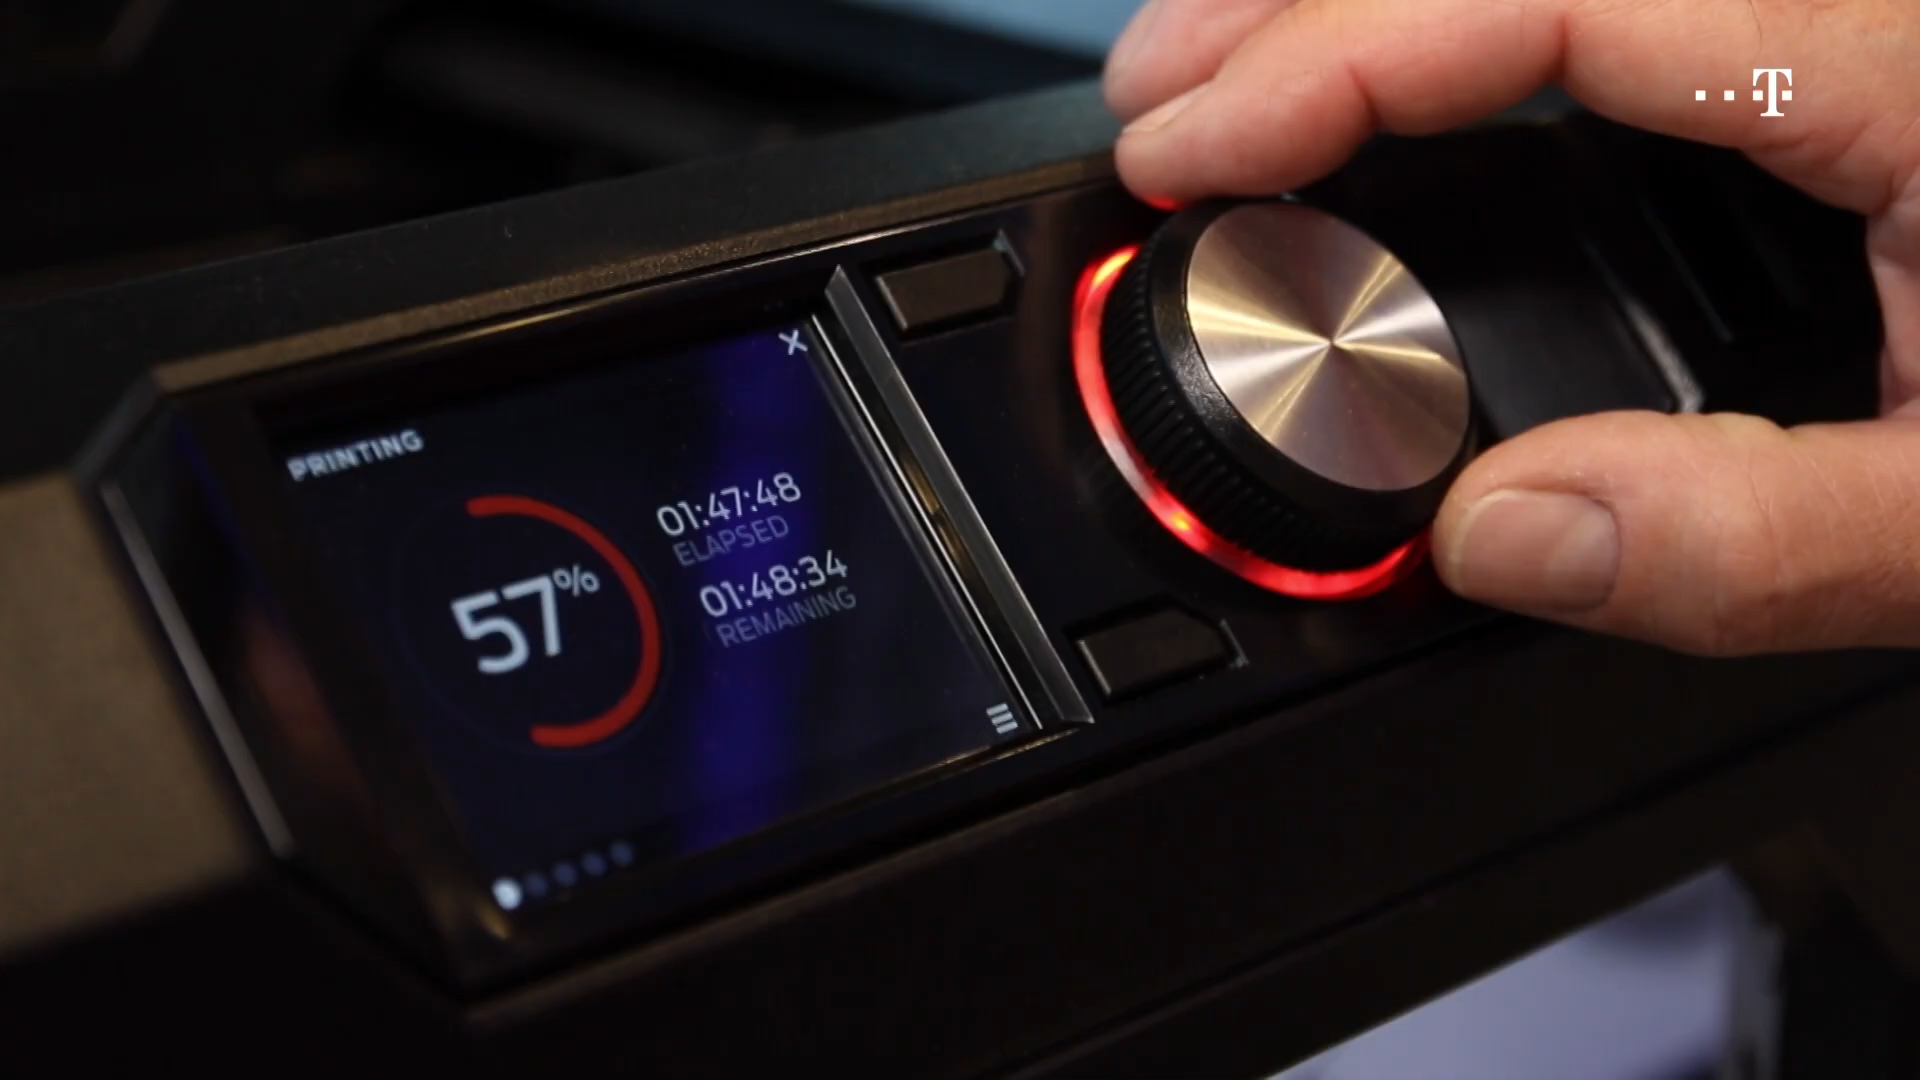 T
PRINTING
57%
01:47:48
ELAPSED
01:48:34
REMAINING